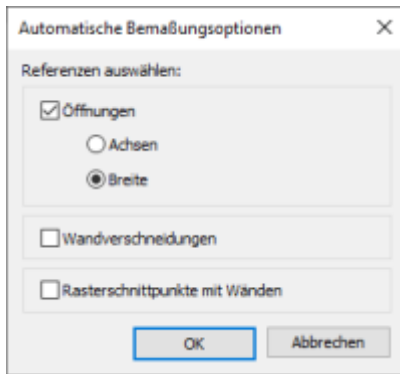 Automatische Bemaßungsoptionen
Referenzen auswählen:
Öffnungen
Achsen
Breite
Wandverschneidungen
Rasterschnittpunkte mit Wänden
OK Abbrechen